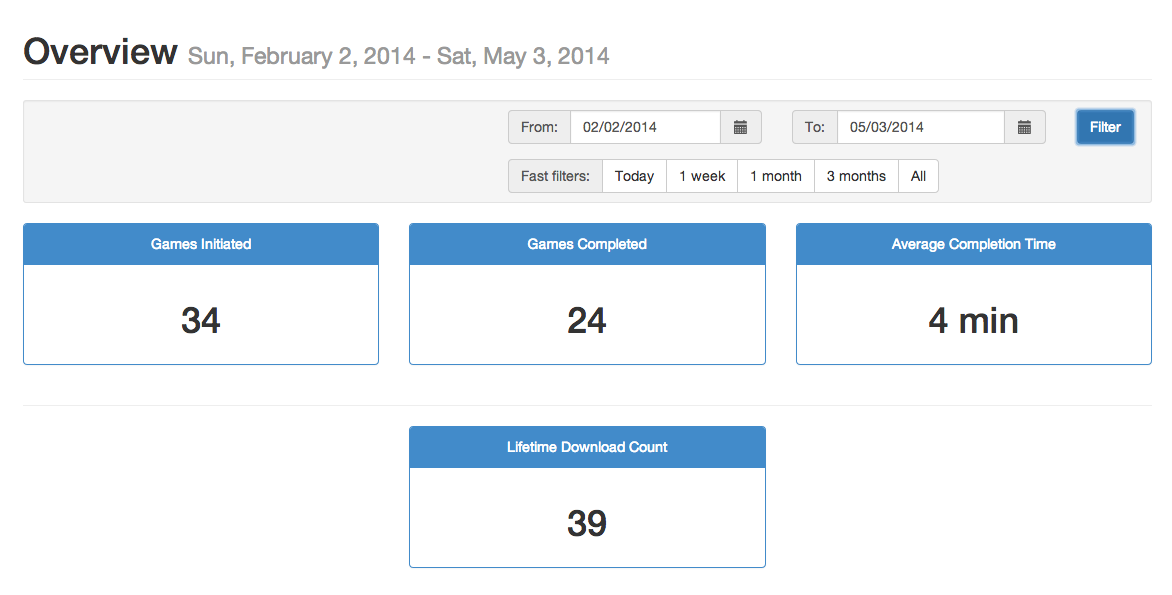 Overview Sun, February 2, 2014 - Sat, May 3, 2014
From: 02/02/2014 To: 05/03/2014 Filter
Fast filters: Today 1 week 1 month 3 months All
Games Initiated Games Completed Average Completion Time
34 24 4 min
Lifetime Download Count
39